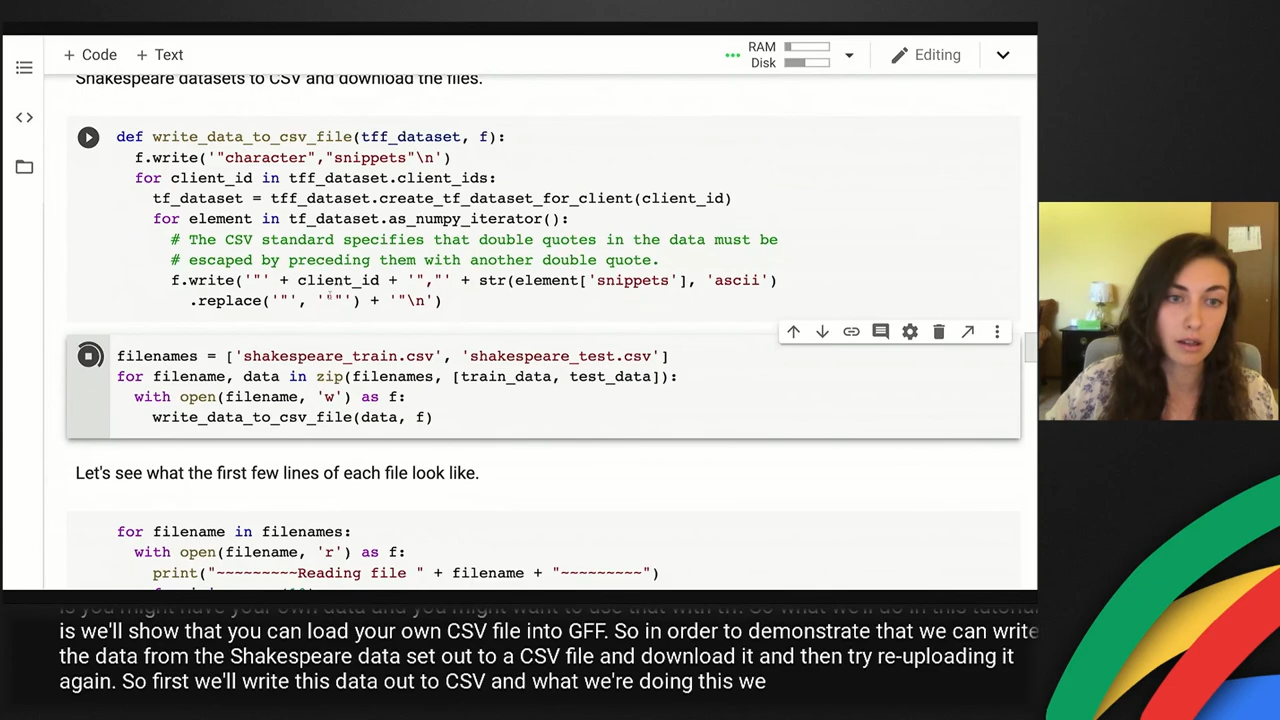 + Code + Text
RAM
Disk
Editing
Shakespeare datasets to CSV and download the files.
def write_data_to_csv_file(tff_dataset, f):
f.write('"character","snippets"\n')
for client_id in tff_dataset.client_ids:
tf_dataset = tff_dataset.create_tf_dataset_for_client(client_id)
for element in tf_dataset.as_numpy_iterator():
# The CSV standard specifies that double quotes in the data must be
# escaped by preceding them with another double quote.
f.write('"' + client_id + '","' + str(element['snippets'], 'ascii')
.replace('"', '""') + '"\n')
filenames = ['shakespeare_train.csv', 'shakespeare_test.csv']
for filename, data in zip(filenames, [train_data, test_data]):
with open(filename, 'w') as f:
write_data_to_csv_file(data, f)
Let's see what the first few lines of each file look like.
for filename in filenames:
with open(filename, 'r') as f:
print("~~~~~~~~~Reading file " + filename + "~~~~~~~~~")
is we'll show that you can load your own CSV file into GFF. So in order to demonstrate that we can write
the data from the Shakespeare data set out to a CSV file and download it and then try re-uploading it
again. So first we'll write this data out to CSV and what we're doing this we